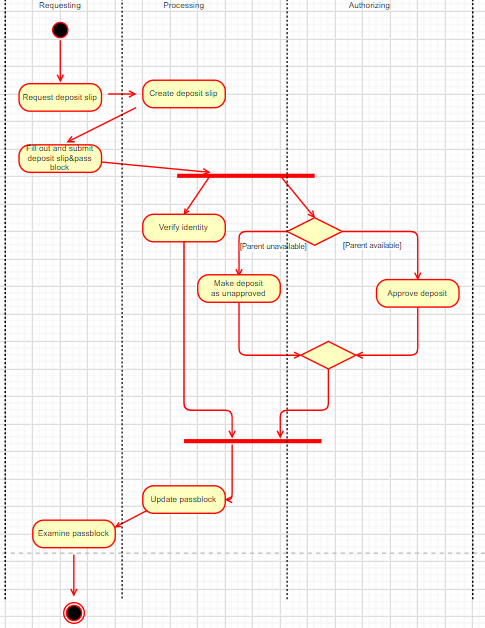 Requesting
Processing
Authorizing
Request deposit slip
Create deposit slip
Fill out and submit
deposit slip&pass
block
Verify identity
[Parent unavailable]
[Parent available]
Make deposit
as unapproved
Approve deposit
Update passblock
Examine passblock